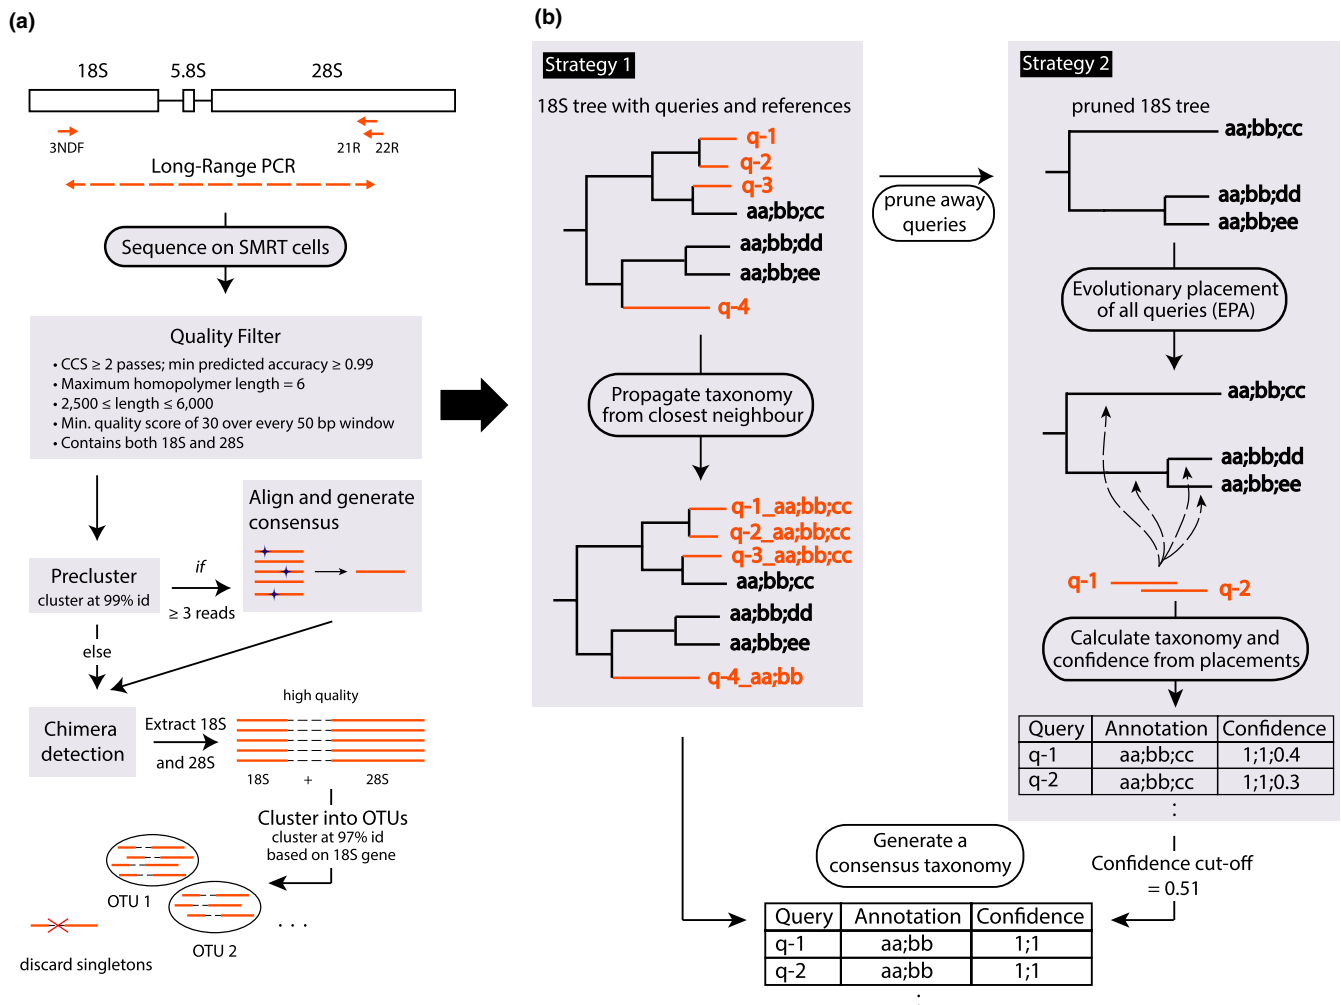 (a)
18S 5.8S 28S
3NDF 21R 22R
Long-Range PCR
Sequence on SMRT cells
Quality Filter
• CCS ≥ 2 passes; min predicted accuracy ≥ 0.99
• Maximum homopolymer length = 6
• 2,500 ≤ length ≤ 6,000
• Min. quality score of 30 over every 50 bp window
• Contains both 18S and 28S
Align and generate
consensus
Precluster
cluster at 99% id
if
≥ 3 reads
else
Chimera
detection
Extract 18S
and 28S
high quality
18S + 28S
Cluster into OTUs
cluster at 97% id
based on 18S gene
OTU 1
OTU 2
. . .
discard singletons
(b)
Strategy 1
18S tree with queries and references
q-1
q-2
q-3
aa;bb;cc
aa;bb;dd
aa;bb;ee
q-4
Propagate taxonomy
from closest neighbour
q-1_aa;bb;cc
q-2_aa;bb;cc
q-3_aa;bb;cc
aa;bb;cc
aa;bb;dd
aa;bb;ee
q-4_aa;bb
prune away
queries
Strategy 2
pruned 18S tree
aa;bb;cc
aa;bb;dd
aa;bb;ee
Evolutionary placement
of all queries (EPA)
aa;bb;cc
aa;bb;dd
aa;bb;ee
q-1
q-2
Calculate taxonomy and
confidence from placements
Query Annotation Confidence
q-1 aa;bb;cc 1;1;0.4
q-2 aa;bb;cc 1;1;0.3
:
Confidence cut-off
= 0.51
Generate a
consensus taxonomy
Query Annotation Confidence
q-1 aa;bb 1;1
q-2 aa;bb 1;1
: